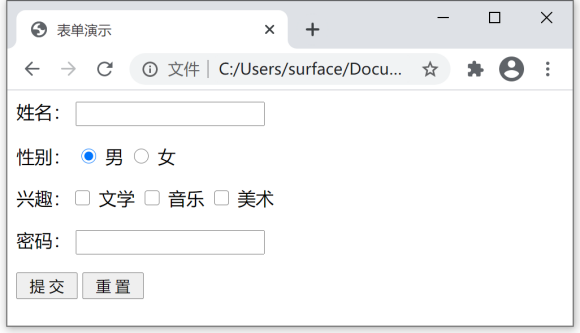 表单演示
文件 C:/Users/surface/Docu...
姓名：
性别： 男 女
兴趣： 文学 音乐 美术
密码：
提 交 重 置